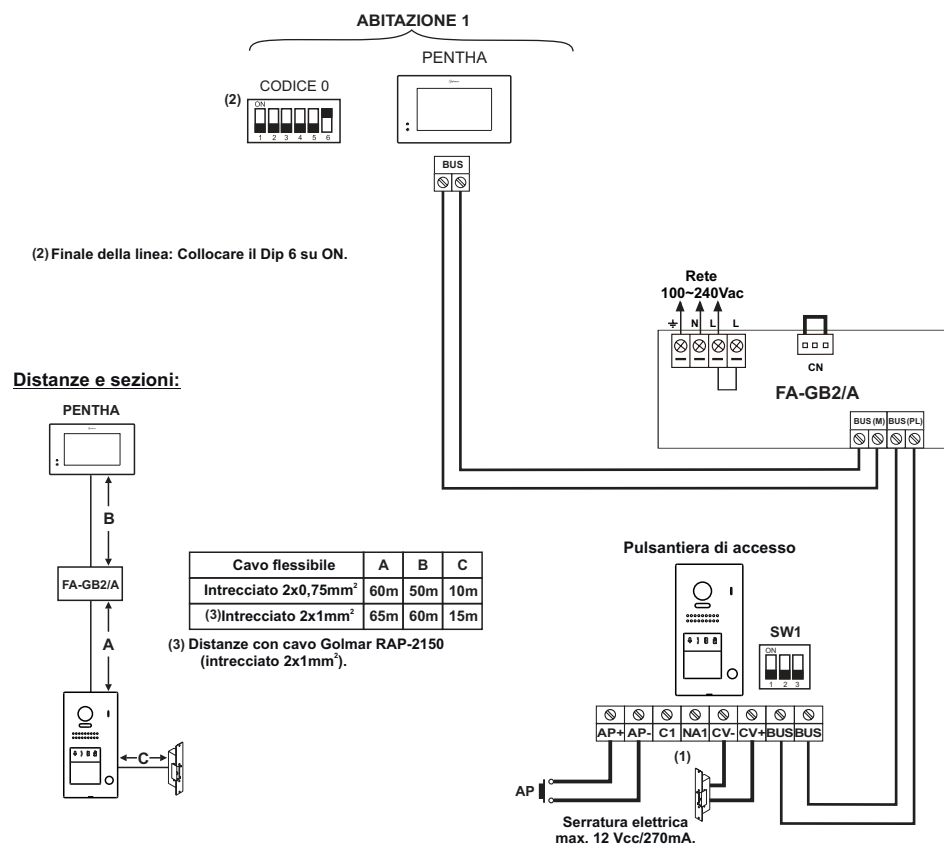 ABITAZIONE 1
PENTHA
CODICE 0
(2)
ON
1 2 3 4 5 6
BUS
(2) Finale della linea: Collocare il Dip 6 su ON.
Rete
100~240Vac
N L L
CN
FA-GB2/A
BUS (M) BUS (PL)
Distanze e sezioni:
PENTHA
B
FA-GB2/A
A
C
Cavo flessibile A B C
Intrecciato 2x0,75mm² 60m 50m 10m
(3)Intrecciato 2x1mm² 65m 60m 15m
(3) Distanze con cavo Golmar RAP-2150
(intrecciato 2x1mm²).
Pulsantiera di accesso
SW1
ON
1 2 3
AP+ AP- C1 NA1 CV- CV+ BUS BUS
(1)
AP
Serratura elettrica
max. 12 Vcc/270mA.